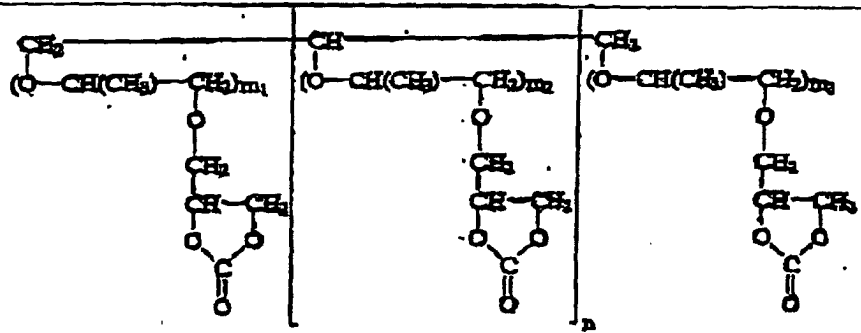 CH₂ CH CH₂
(O CH(CH₃) CH₂)m₁ (O CH(CH₃) CH₂)m₂ (O CH(CH₃) CH₂)m₃
O O O
CH₂ CH₂ CH₂
CH CH₂ CH CH₂ CH CH₂
O O O O O O
C C C
O O O
n